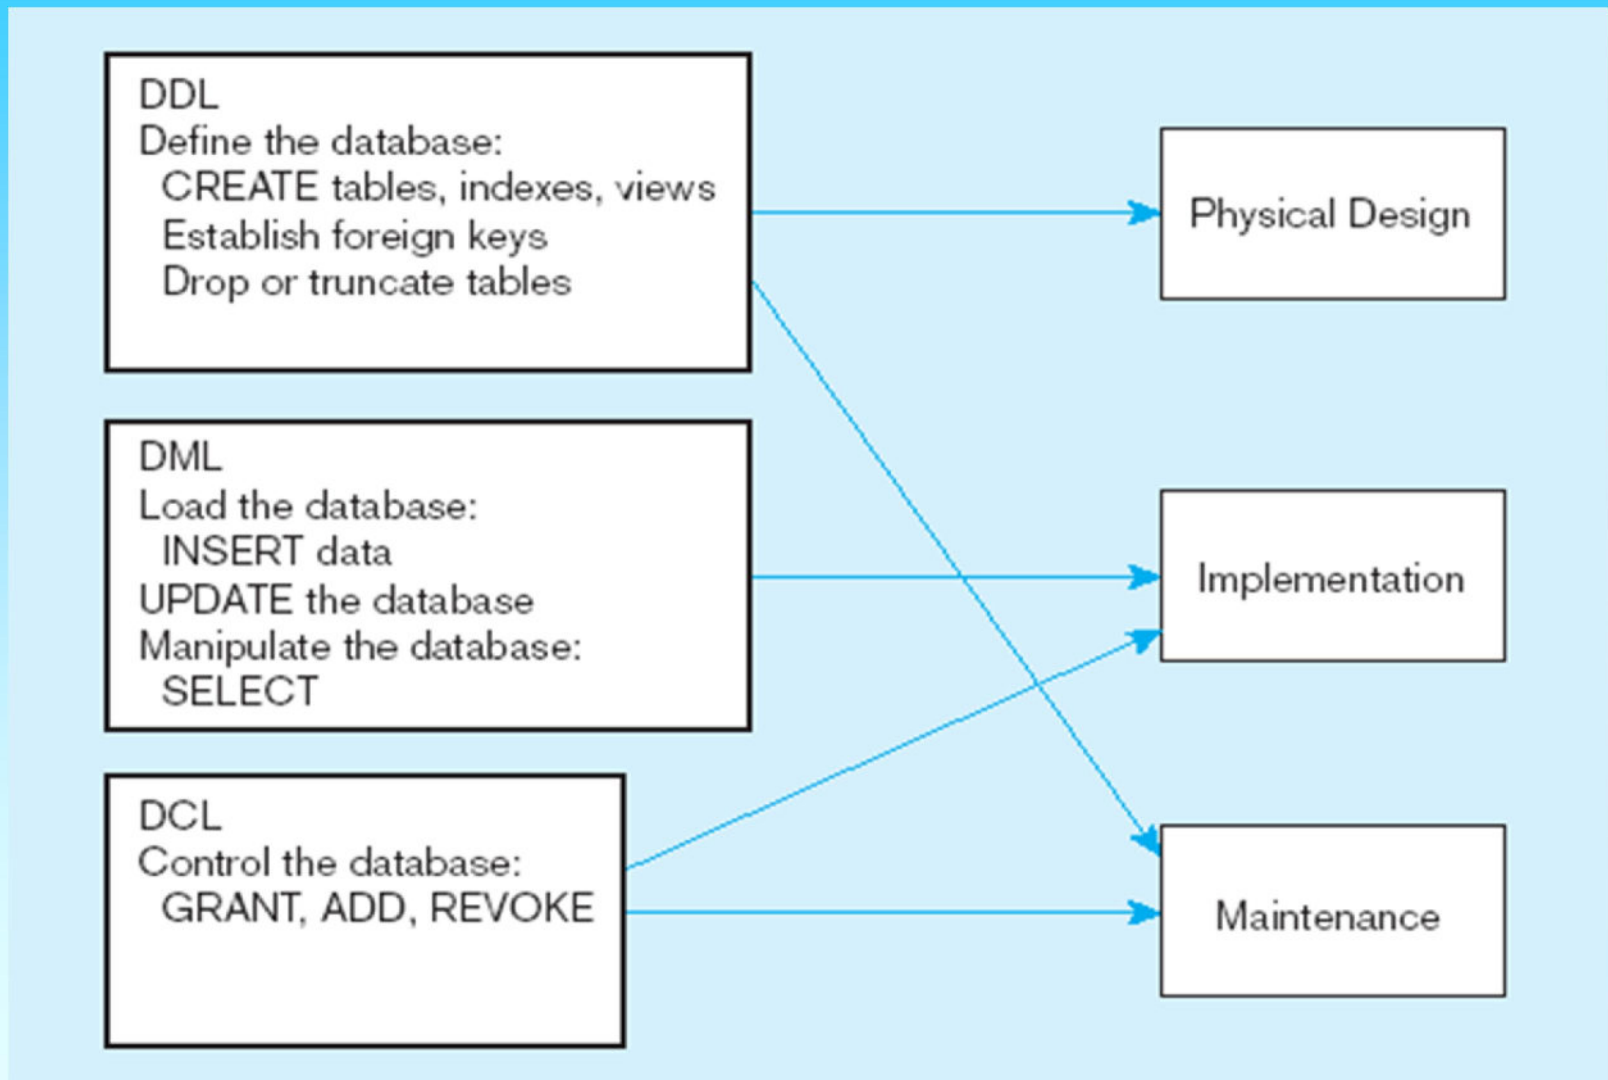 DDL
Define the database:
CREATE tables, indexes, views
Establish foreign keys
Drop or truncate tables
Physical Design
DML
Load the database:
INSERT data
UPDATE the database
Manipulate the database:
SELECT
Implementation
DCL
Control the database:
GRANT, ADD, REVOKE
Maintenance